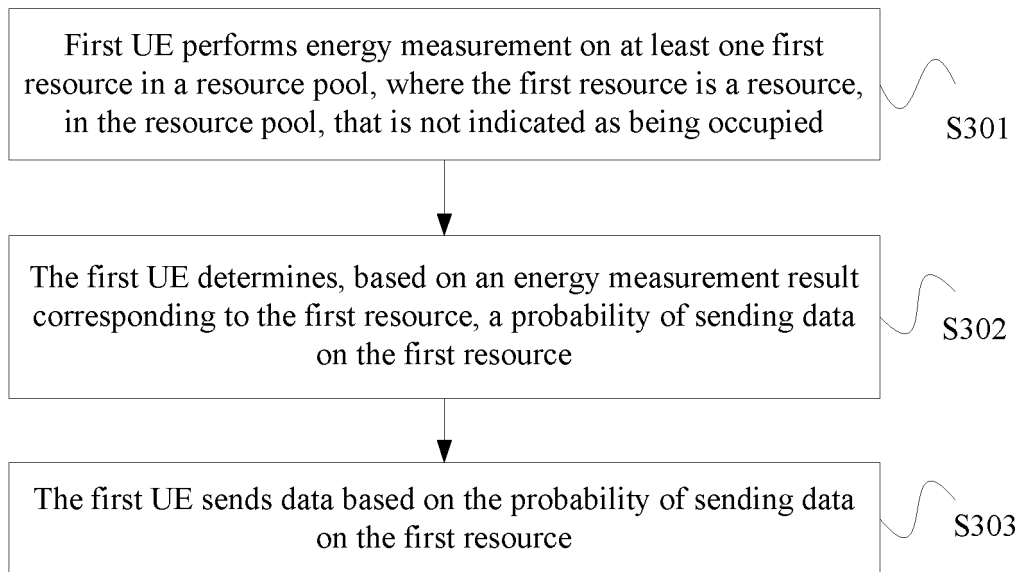 First UE performs energy measurement on at least one first
resource in a resource pool, where the first resource is a resource,
in the resource pool, that is not indicated as being occupied
S301
The first UE determines, based on an energy measurement result
corresponding to the first resource, a probability of sending data
on the first resource
S302
The first UE sends data based on the probability of sending data
on the first resource
S303